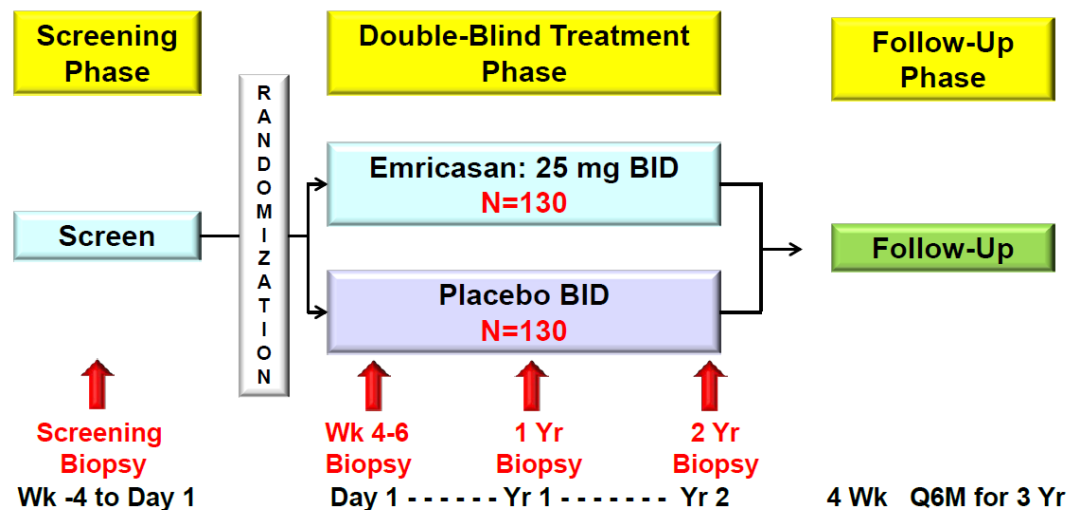 Screening
Phase
Double-Blind Treatment
Phase
Follow-Up
Phase
RANDOMIZATION
Screen
Emricasan: 25 mg BID
N=130
Placebo BID
N=130
Follow-Up
Screening
Biopsy
Wk 4-6
Biopsy
1 Yr
Biopsy
2 Yr
Biopsy
Wk -4 to Day 1
Day 1 - - - - - - Yr 1 - - - - - - - Yr 2
4 Wk Q6M for 3 Yr